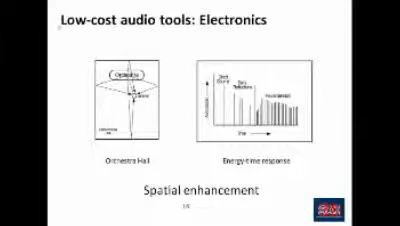 Low-cost audio tools: Electronics
Orchestra
Direct
Sound
Early
Reflections
Reverberation
Time
Orchestra Hall
Energy-time response
Spatial enhancement